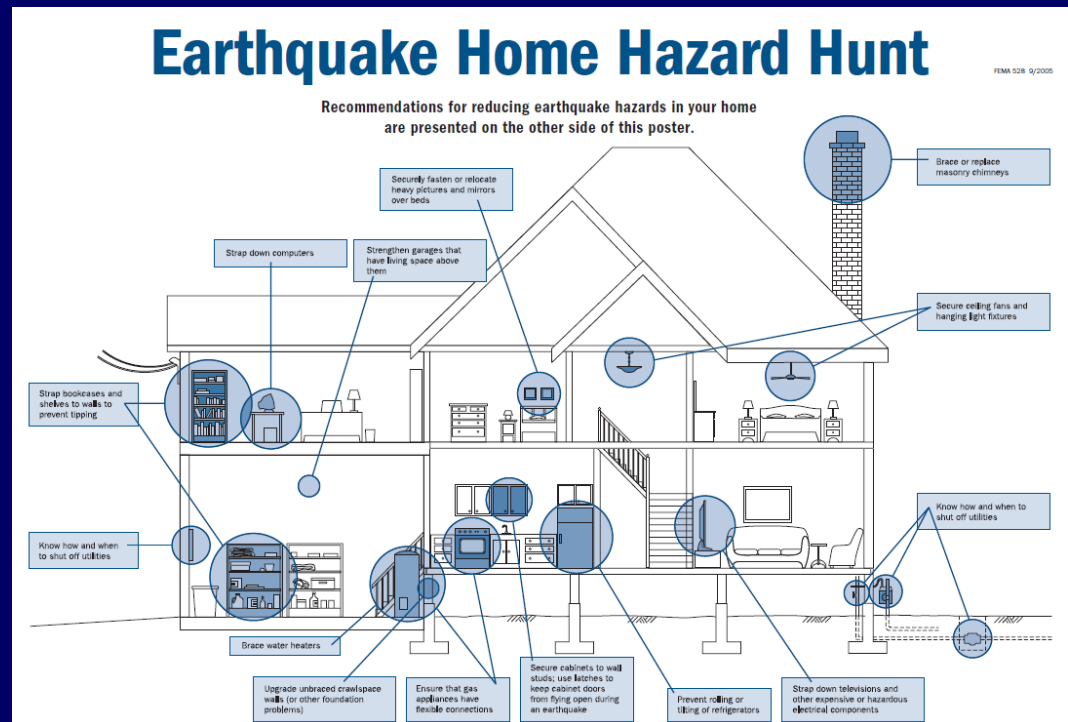 Earthquake Home Hazard Hunt
FEMA 528 9/2005
Recommendations for reducing earthquake hazards in your home
are presented on the other side of this poster.
Brace or replace
masonry chimneys
Securely fasten or relocate
heavy pictures and mirrors
over beds
Strap down computers
Strengthen garages that
have living space above
them
Secure ceiling fans and
hanging light fixtures
Strap bookcases and
shelves to walls to
prevent tipping
Know how and when
to shut off utilities
Know how and when to
shut off utilities
Brace water heaters
Upgrade unbraced crawlspace
walls (or other foundation
problems)
Ensure that gas
appliances have
flexible connections
Secure cabinets to wall
studs; use latches to
keep cabinet doors
from flying open during
an earthquake
Prevent rolling or
tilting of refrigerators
Strap down televisions and
other expensive or hazardous
electrical components